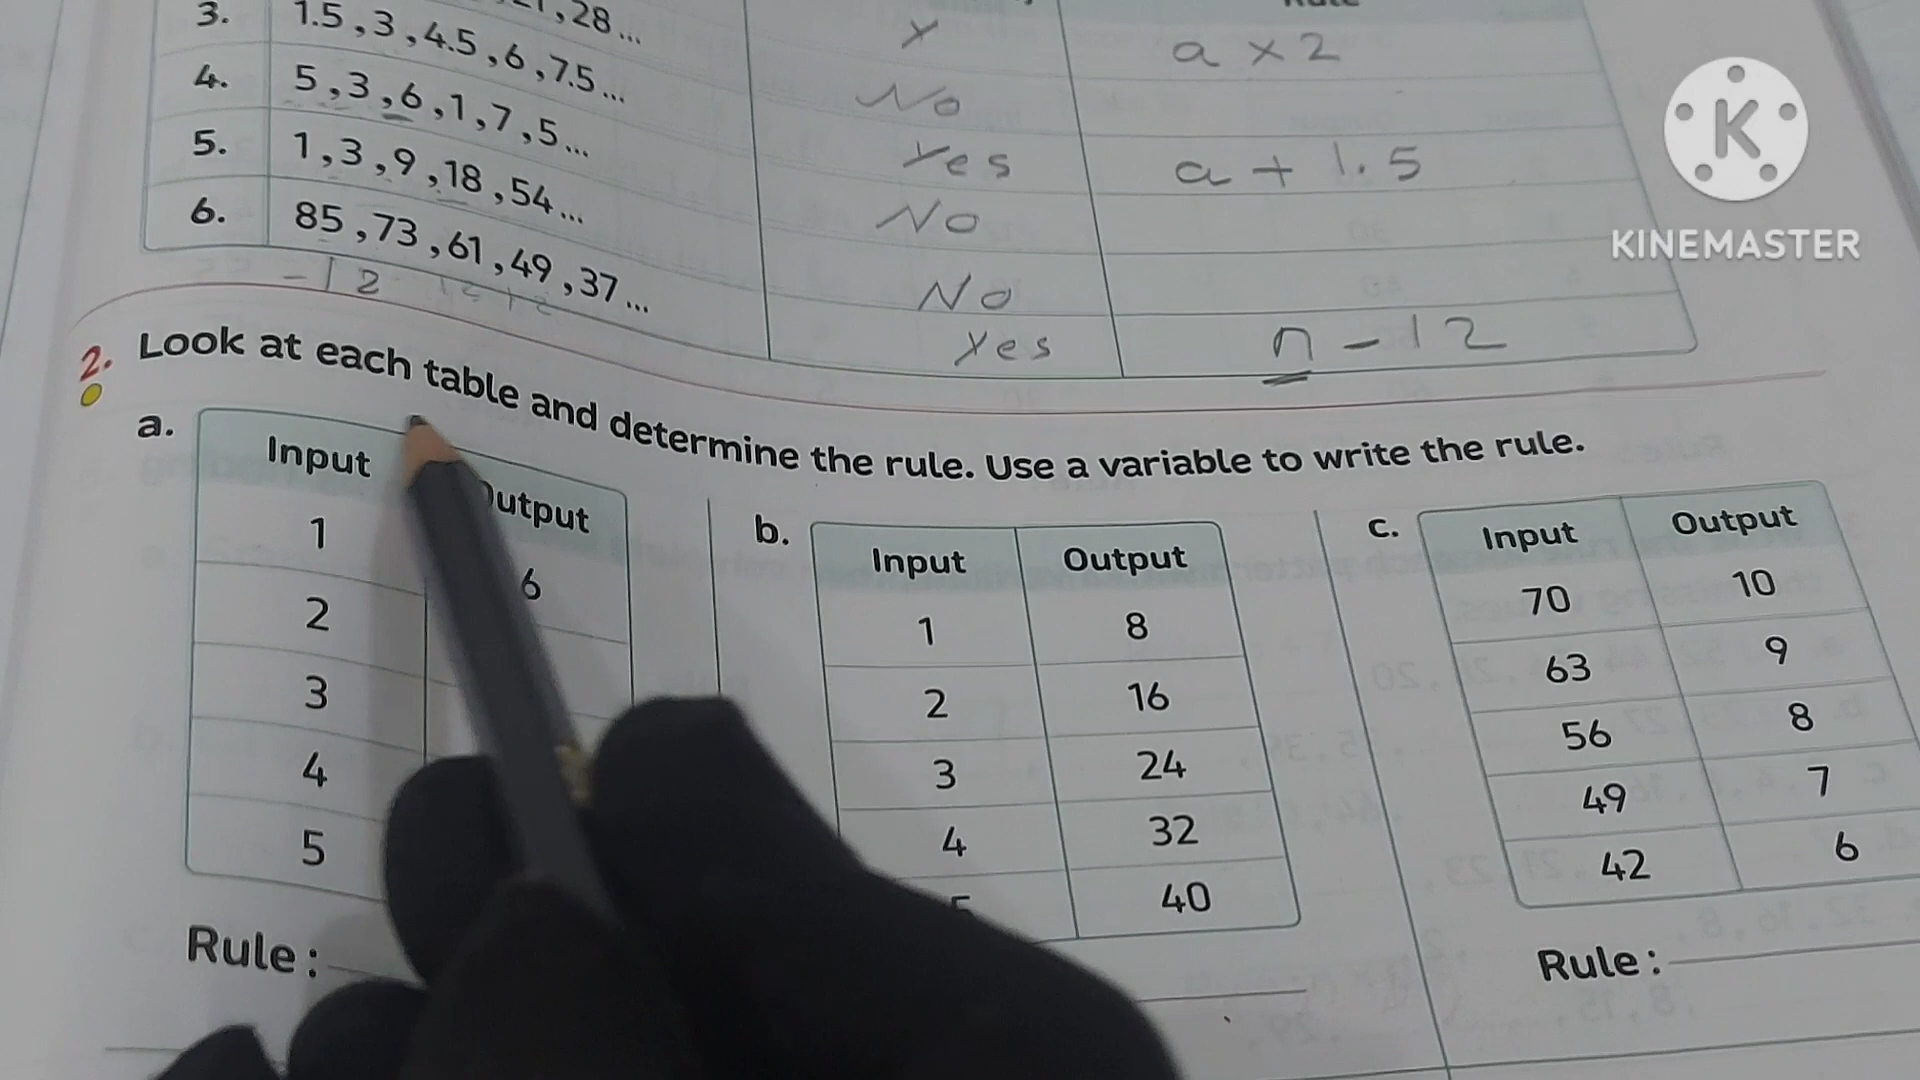 ,28...
3. 1.5 , 3 , 4.5 , 6 , 7.5 ... a × 2
4. 5 , 3 , 6 , 1 , 7 , 5 ... No
5. 1 , 3 , 9 , 18 , 54 ... Yes a + 1.5
6. 85 , 73 , 61 , 49 , 37 ... No
-12 No
Yes n - 12
KINEMASTER
2. Look at each table and determine the rule. Use a variable to write the rule.
a. Input utput
1 6
2
3
4
5
Rule :
b. Input Output
1 8
2 16
3 24
4 32
40
c. Input Output
70 10
63 9
56 8
49 7
42 6
Rule :